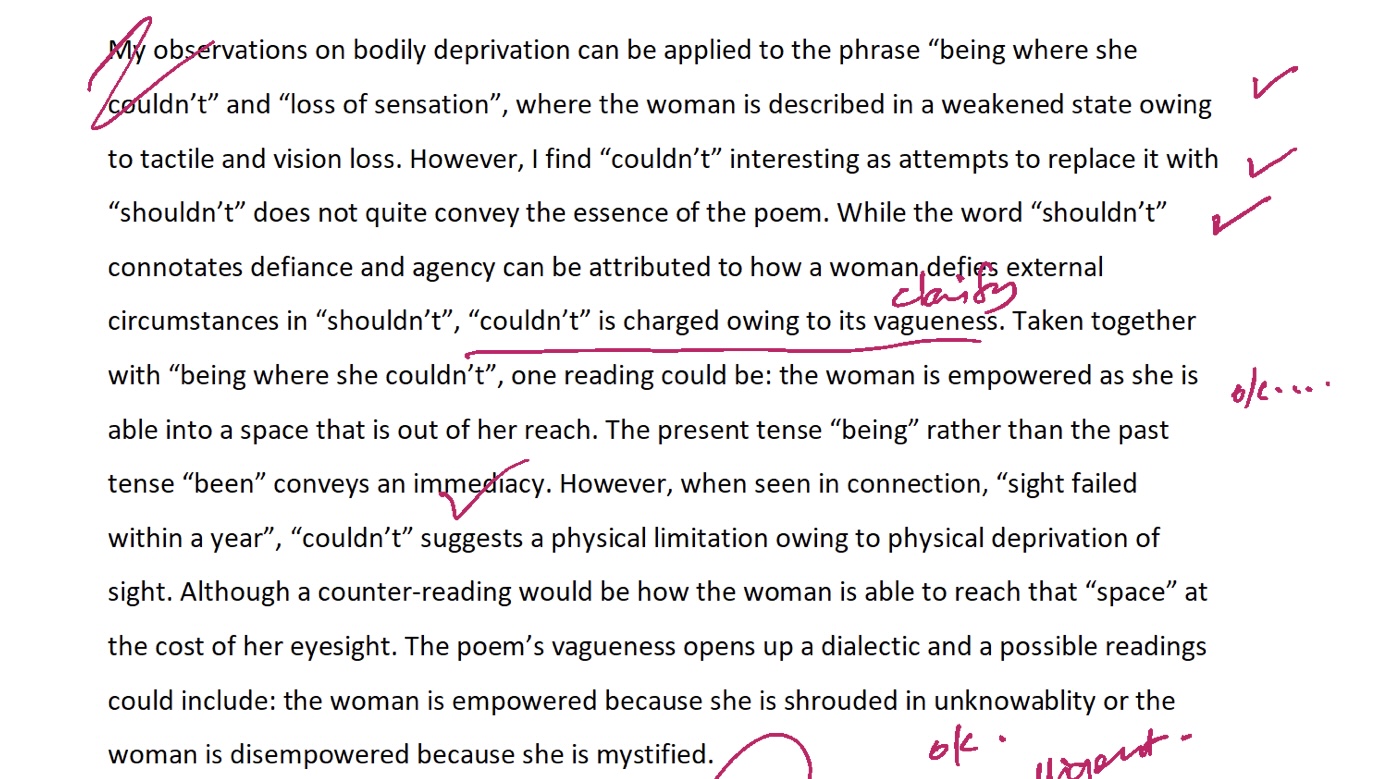 My observations on bodily deprivation can be applied to the phrase “being where she
couldn’t” and “loss of sensation”, where the woman is described in a weakened state owing
to tactile and vision loss. However, I find “couldn’t” interesting as attempts to replace it with
“shouldn’t” does not quite convey the essence of the poem. While the word “shouldn’t”
connotates defiance and agency can be attributed to how a woman defies external
clarify
circumstances in “shouldn’t”, “couldn’t” is charged owing to its vagueness. Taken together
with “being where she couldn’t”, one reading could be: the woman is empowered as she is
ok....
able into a space that is out of her reach. The present tense “being” rather than the past
tense “been” conveys an immediacy. However, when seen in connection, “sight failed
within a year”, “couldn’t” suggests a physical limitation owing to physical deprivation of
sight. Although a counter-reading would be how the woman is able to reach that “space” at
the cost of her eyesight. The poem’s vagueness opens up a dialectic and a possible readings
could include: the woman is empowered because she is shrouded in unknowablity or the
woman is disempowered because she is mystified.
ok.